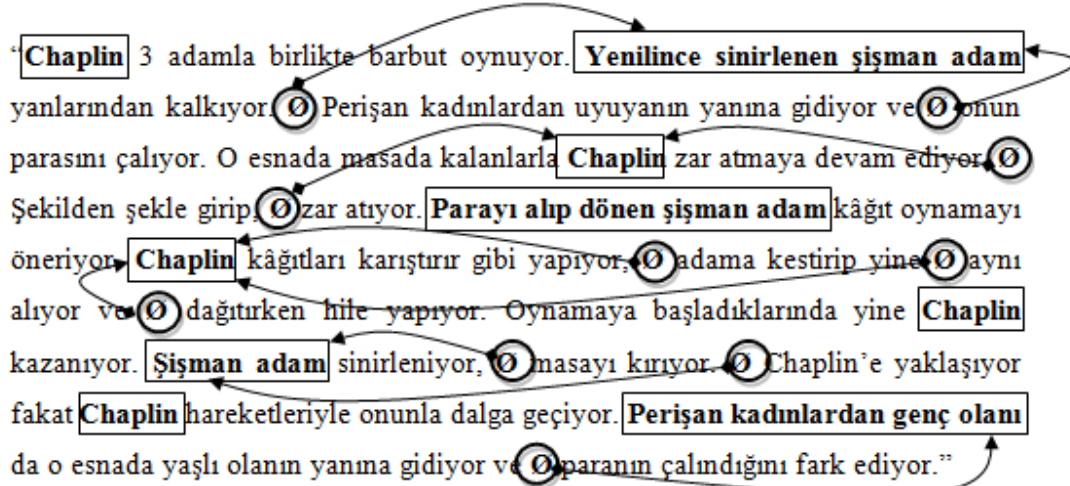 “Chaplin 3 adamla birlikte barbut oynuyor. Yenilince sinirlenen şişman adam
yanlarından kalkıyor. Ø Perişan kadınlardan uyuyanın yanına gidiyor ve Ø onun
parasını çalıyor. O esnada masada kalanlarla Chaplin zar atmaya devam ediyor. Ø
Şekilden şekle girip, Ø zar atıyor. Parayı alıp dönen şişman adam kâğıt oynamayı
öneriyor. Chaplin kâğıtları karıştırır gibi yapıyor, Ø adama kestirip yine Ø aynı
alıyor ve Ø dağıtırken hile yapıyor. Oynamaya başladıklarında yine Chaplin
kazanıyor. Şişman adam sinirleniyor, Ø masayı kırıyor. Ø Chaplin’e yaklaşıyor
fakat Chaplin hareketleriyle onunla dalga geçiyor. Perişan kadınlardan genç olanı
da o esnada yaşlı olanın yanına gidiyor ve Ø paranın çalındığını fark ediyor.”